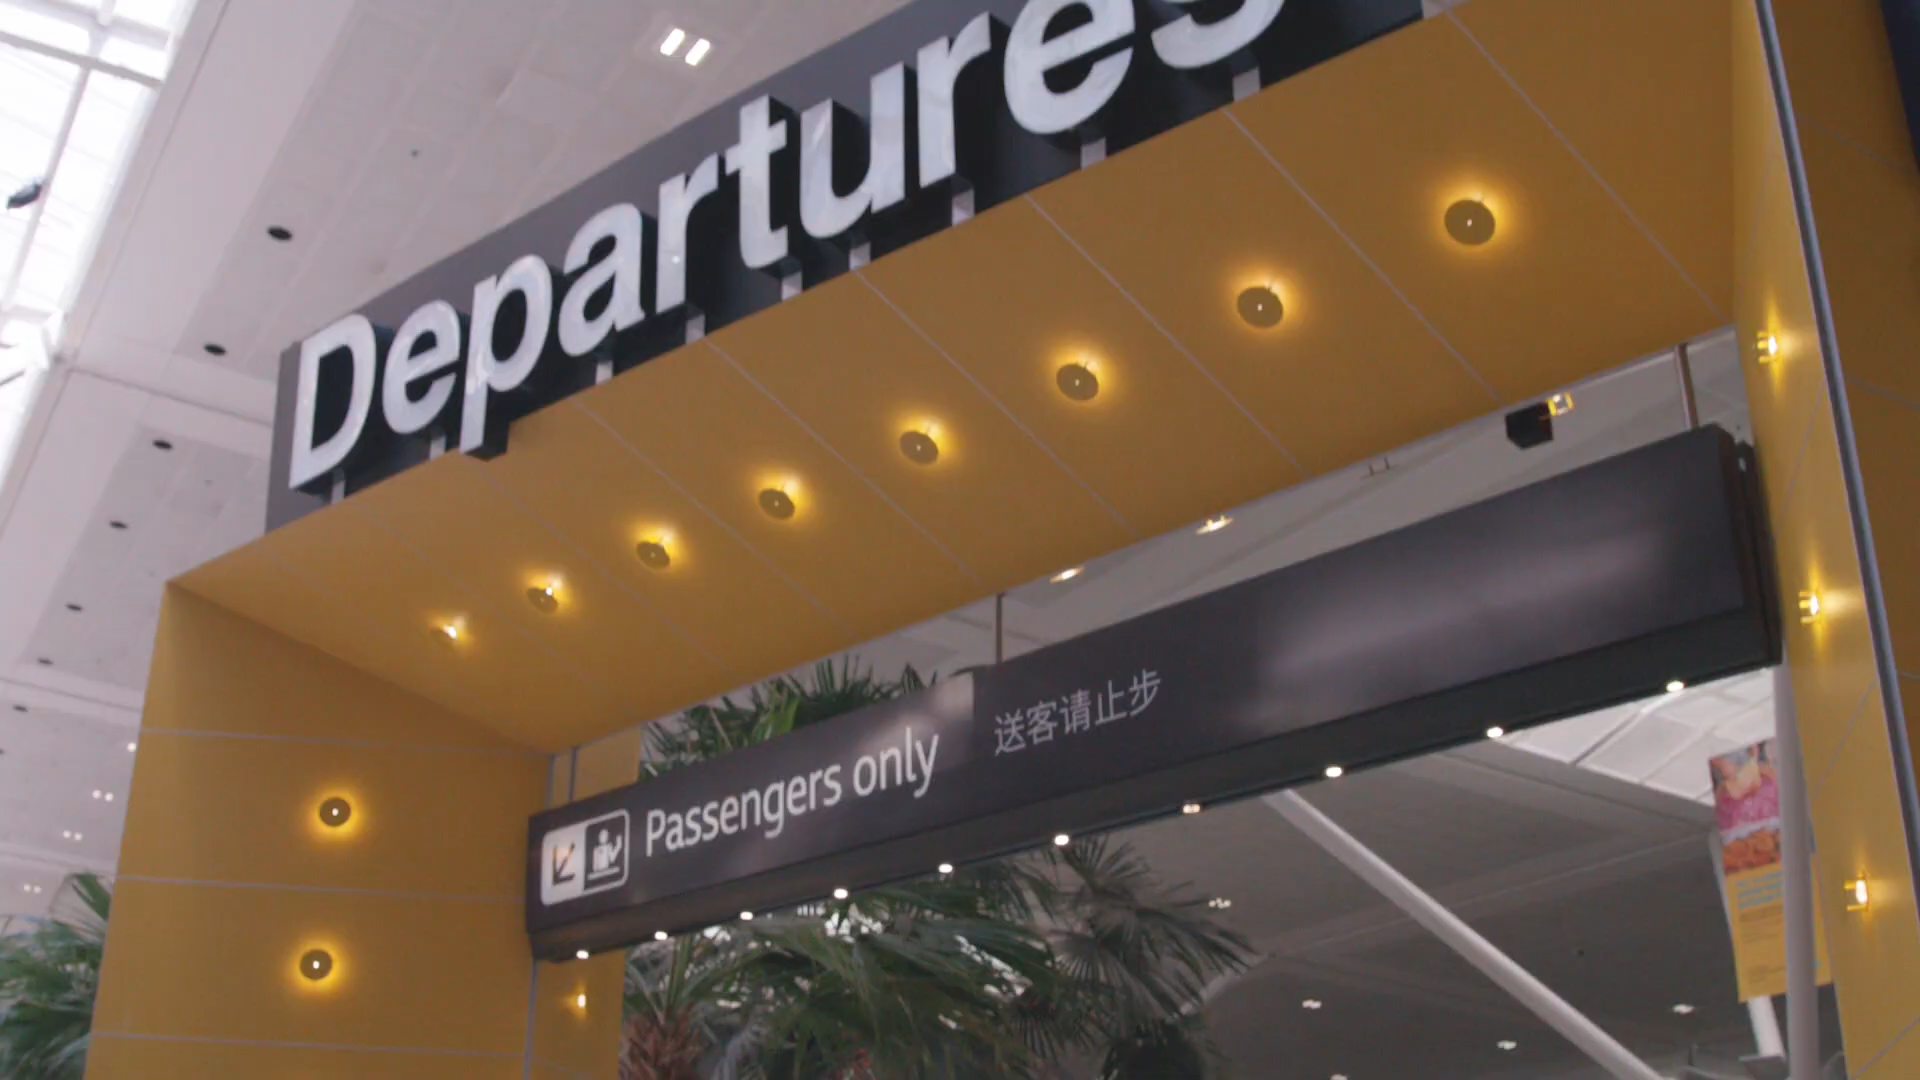 Departures
Passengers only
送客请止步